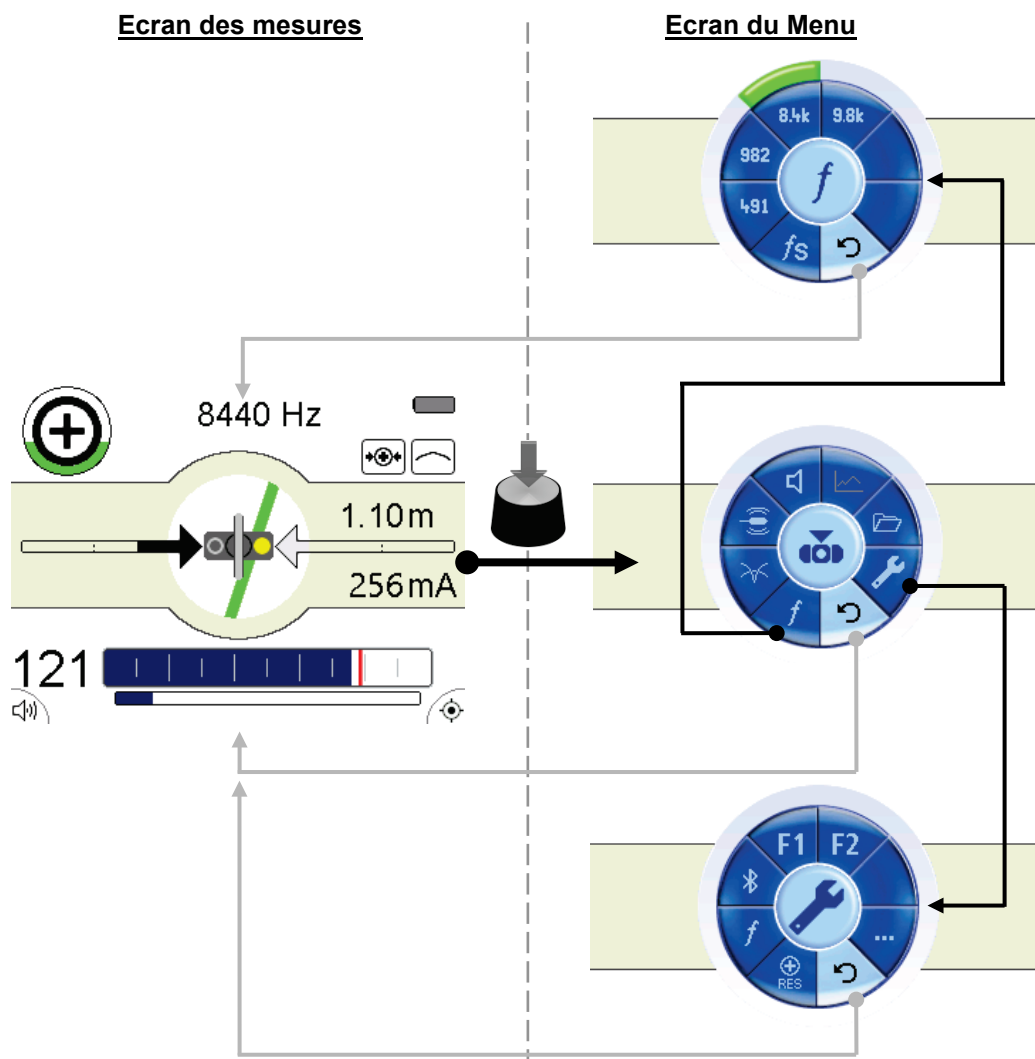 Ecran des mesures
Ecran du Menu
8.4k 9.8k
982
491
f
fs
8440 Hz
1.10m
256mA
121
f
F1 F2
f
...
RES